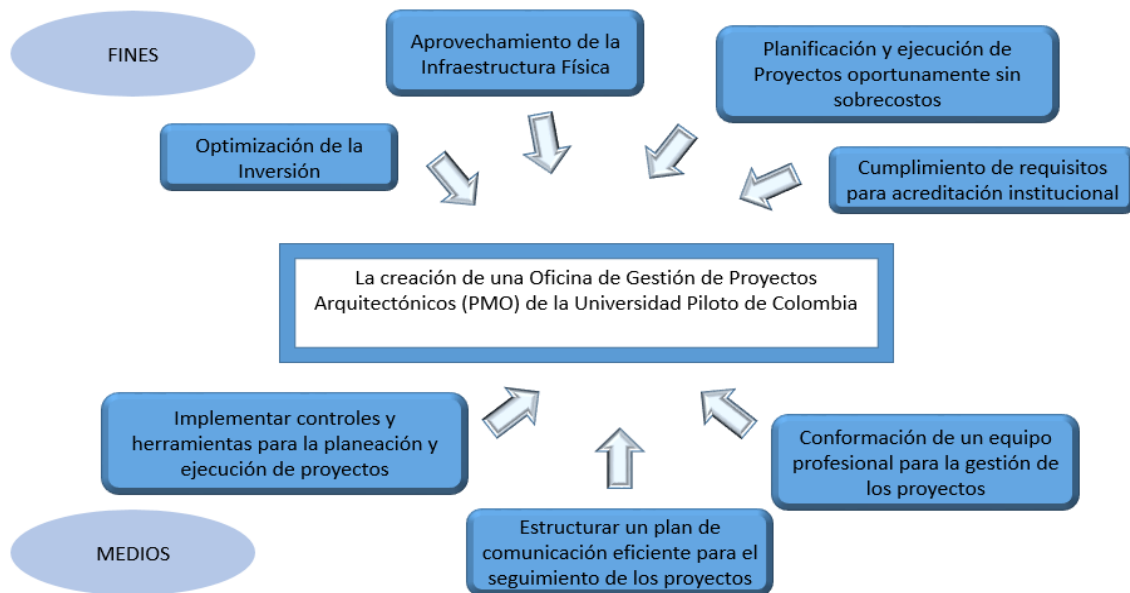 FINES
Aprovechamiento de la
Infraestructura Física
Planificación y ejecución de
Proyectos oportunamente sin
sobrecostos
Optimización de la
Inversión
Cumplimiento de requisitos
para acreditación institucional
La creación de una Oficina de Gestión de Proyectos
Arquitectónicos (PMO) de la Universidad Piloto de Colombia
Implementar controles y
herramientas para la planeación y
ejecución de proyectos
Conformación de un equipo
profesional para la gestión de
los proyectos
Estructurar un plan de
comunicación eficiente para el
seguimiento de los proyectos
MEDIOS